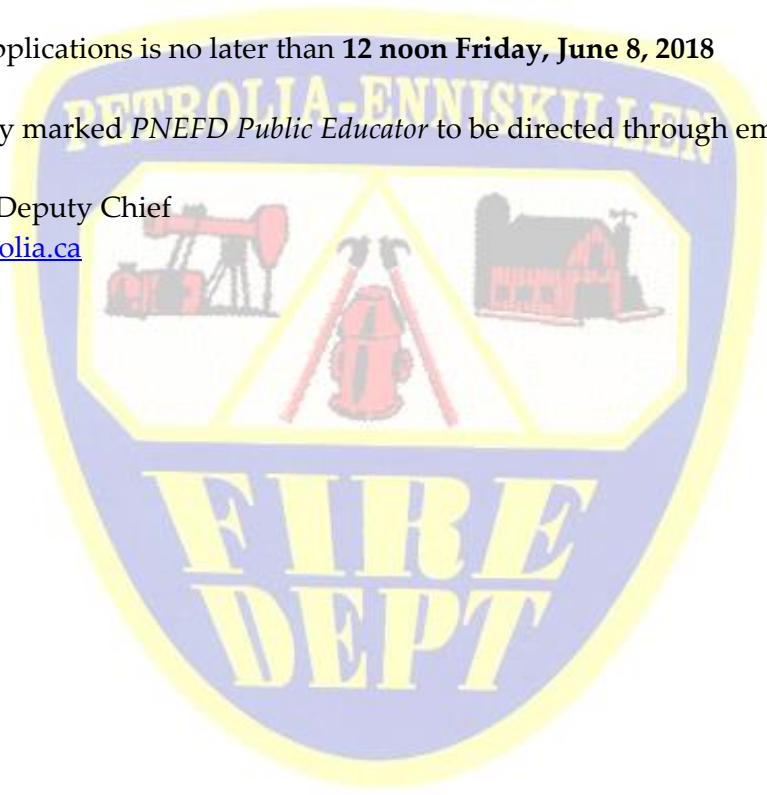 pplications is no later than 12 noon Friday, June 8, 2018
PETROLIA-ENNISKILLEN
y marked PNEFD Public Educator to be directed through em
Deputy Chief
olia.ca
FIRE
DEPT